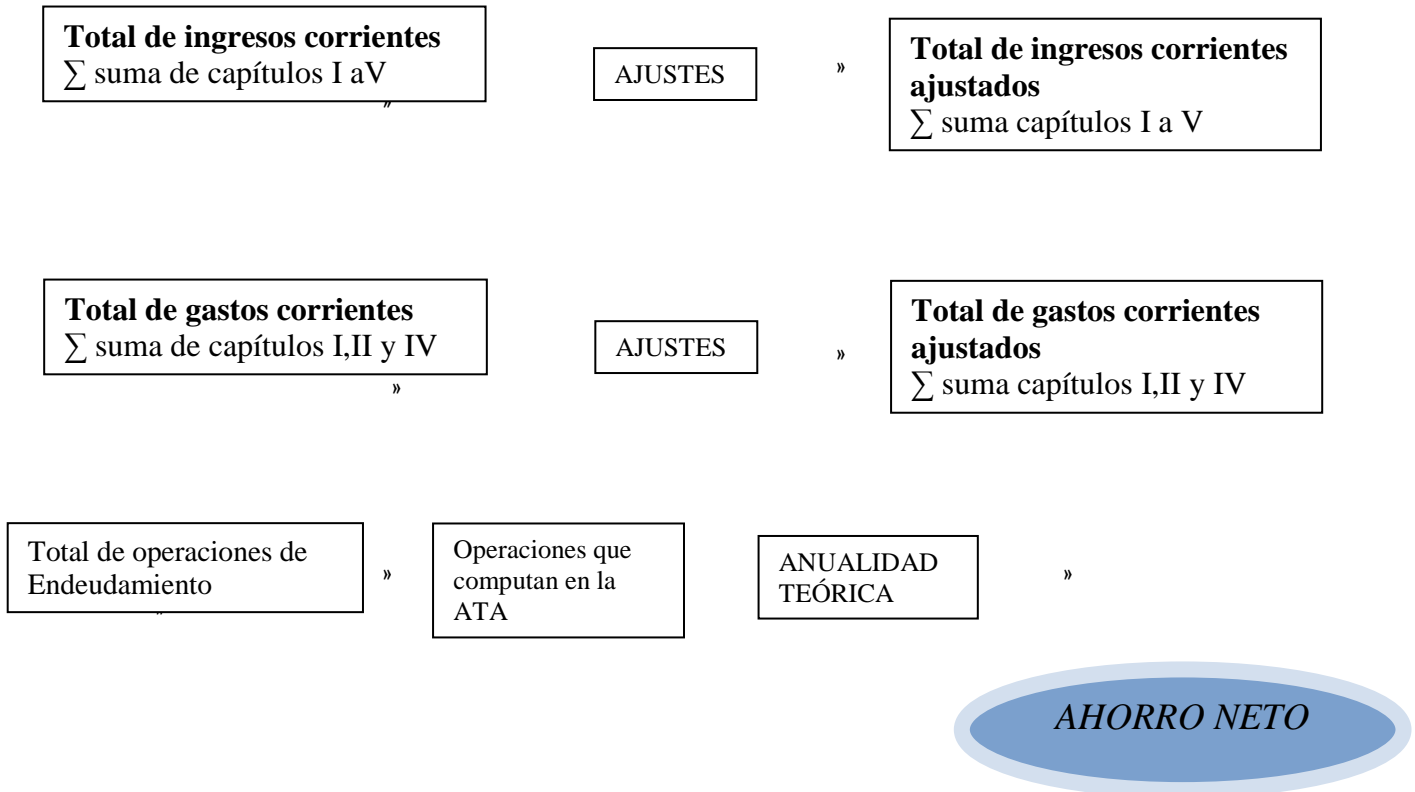 Total de ingresos corrientes
∑ suma de capítulos I aV
»
AJUSTES
»
Total de ingresos corrientes
ajustados
∑ suma capítulos I a V
Total de gastos corrientes
∑ suma de capítulos I,II y IV
»
AJUSTES
»
Total de gastos corrientes
ajustados
∑ suma capítulos I,II y IV
Total de operaciones de
Endeudamiento
»
Operaciones que
computan en la
ATA
ANUALIDAD
TEÓRICA
»
AHORRO NETO